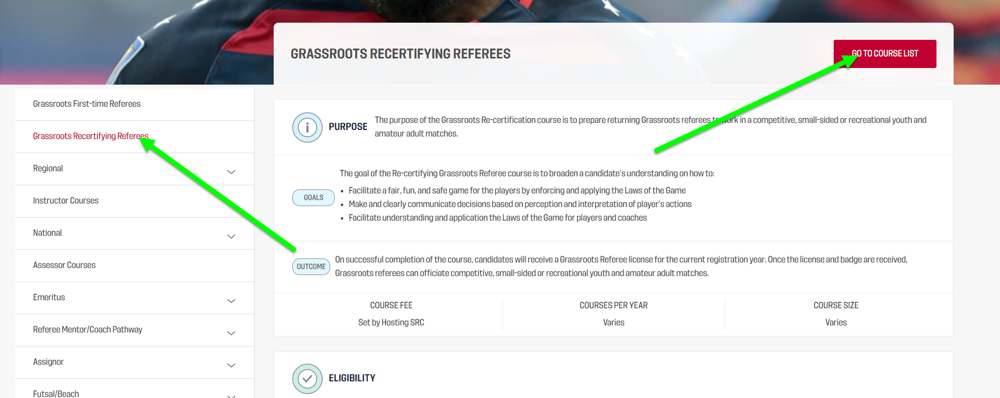 GRASSROOTS RECERTIFYING REFEREES
GO TO COURSE LIST
Grassroots First-time Referees
Grassroots Recertifying Referees
Regional
Instructor Courses
National
Assessor Courses
Emeritus
Referee Mentor/Coach Pathway
Assignor
Futsal/Beach
PURPOSE
The purpose of the Grassroots Re-certification course is to prepare returning Grassroots referees to work in a competitive, small-sided or recreational youth and
amateur adult matches.
GOALS
The goal of the Re-certifying Grassroots Referee course is to broaden a candidate's understanding on how to:
• Facilitate a fair, fun, and safe game for the players by enforcing and applying the Laws of the Game
• Make and clearly communicate decisions based on perception and interpretation of player's actions
• Facilitate understanding and application the Laws of the Game for players and coaches
OUTCOME
On successful completion of the course, candidates will receive a Grassroots Referee license for the current registration year. Once the license and badge are received,
Grassroots referees can officiate competitive, small-sided or recreational youth and amateur adult matches.
COURSE FEE
Set by Hosting SRC
COURSES PER YEAR
Varies
COURSE SIZE
Varies
ELIGIBILITY